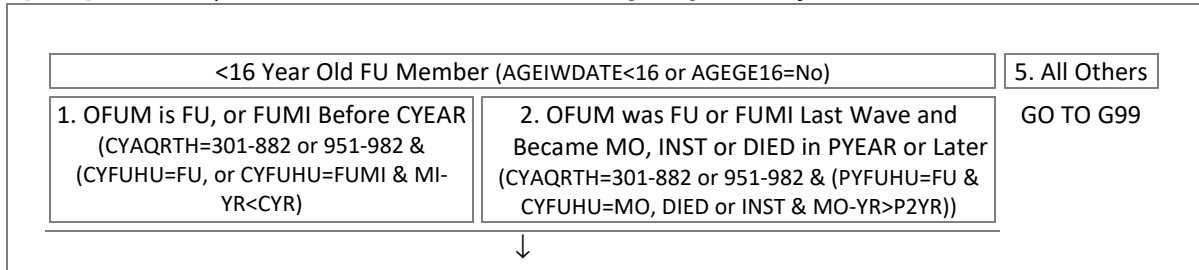 <16 Year Old FU Member (AGEIWDATE<16 or AGEGE16=No)
5. All Others
1. OFUM is FU, or FUMI Before CYEAR
(CYAQRTH=301-882 or 951-982 &
(CYFUHU=FU, or CYFUHU=FUMI & MI-
YR<CYR)
2. OFUM was FU or FUMI Last Wave and
Became MO, INST or DIED in PYEAR or Later
(CYAQRTH=301-882 or 951-982 & (PYFUHU=FU &
CYFUHU=MO, DIED or INST & MO-YR>P2YR))
GO TO G99
↓